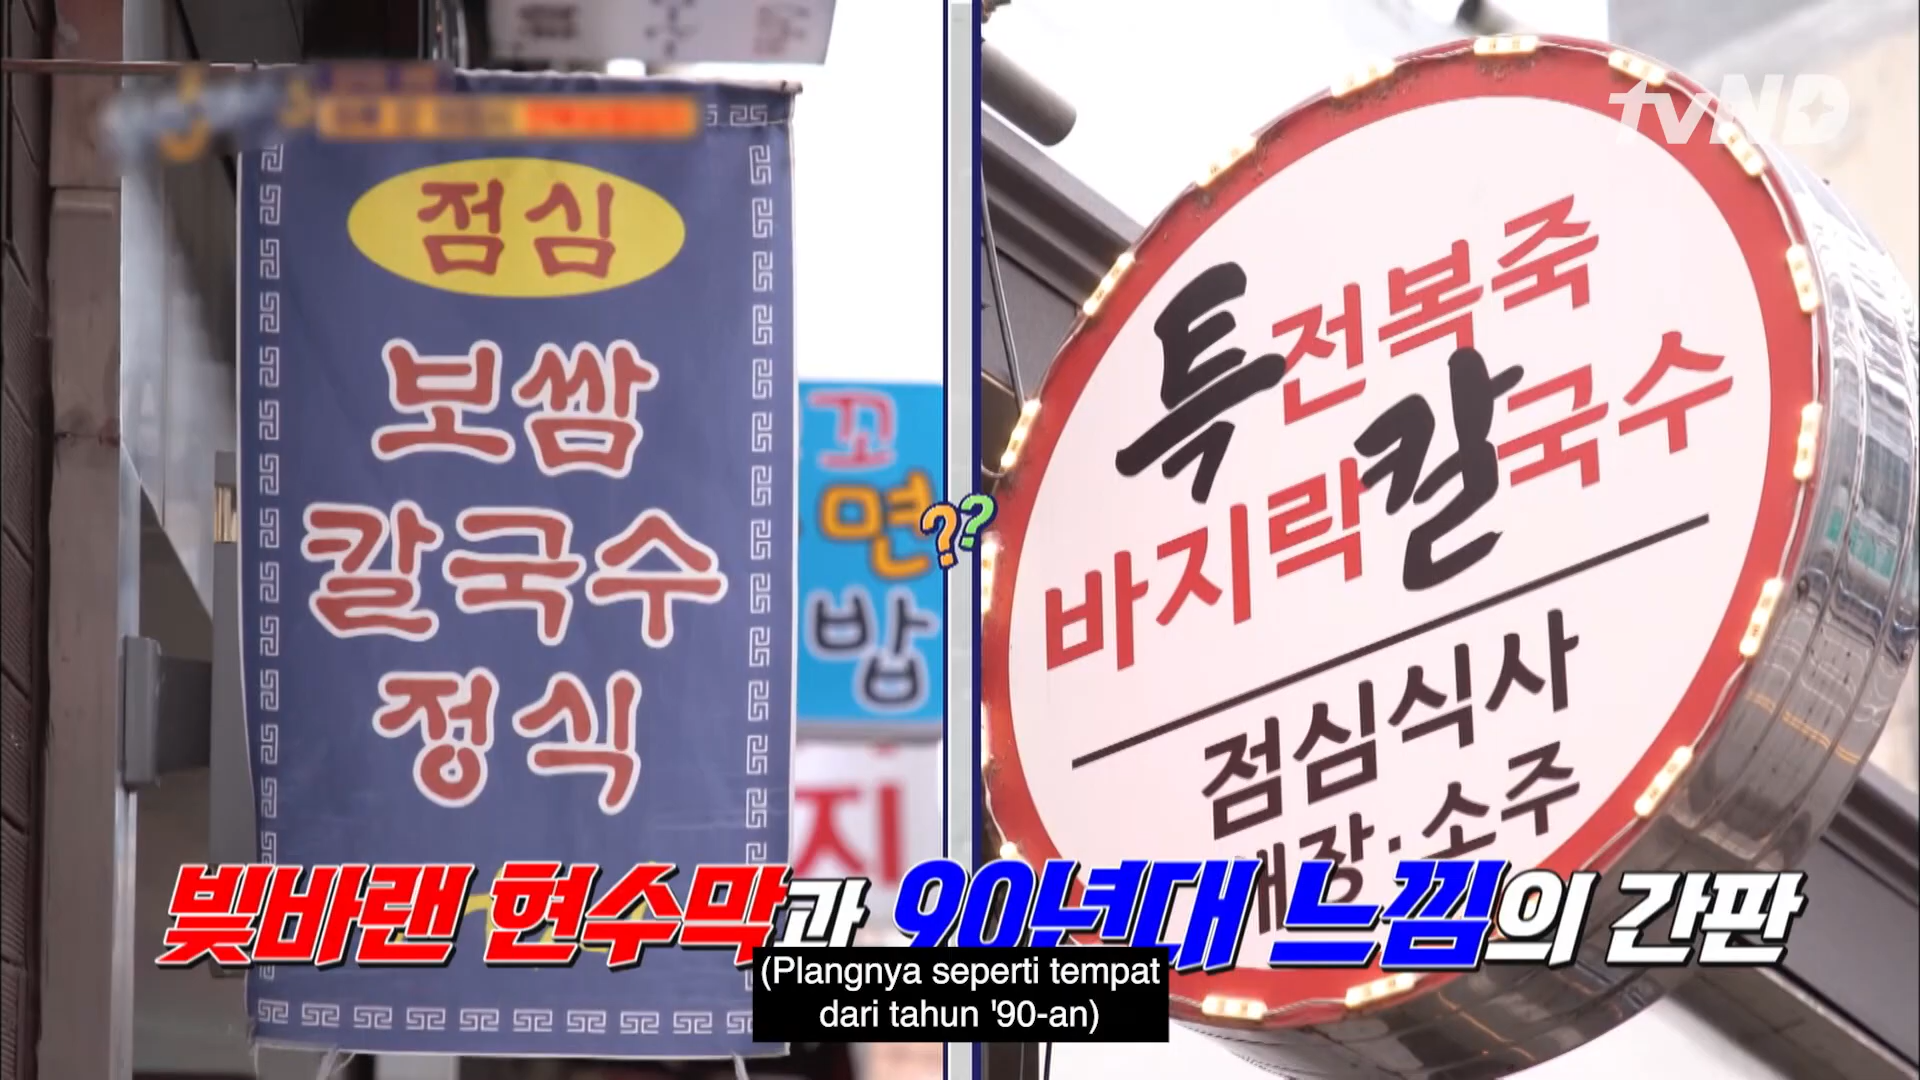 점심
보쌈
칼국수
정식
꼬
면
밥
지
??
tvND
특전복죽
바지락칼국수
점심식사
소주
빛바랜 현수막과 90년대 느낌의 간판
(Plangnya seperti tempat
dari tahun '90-an)